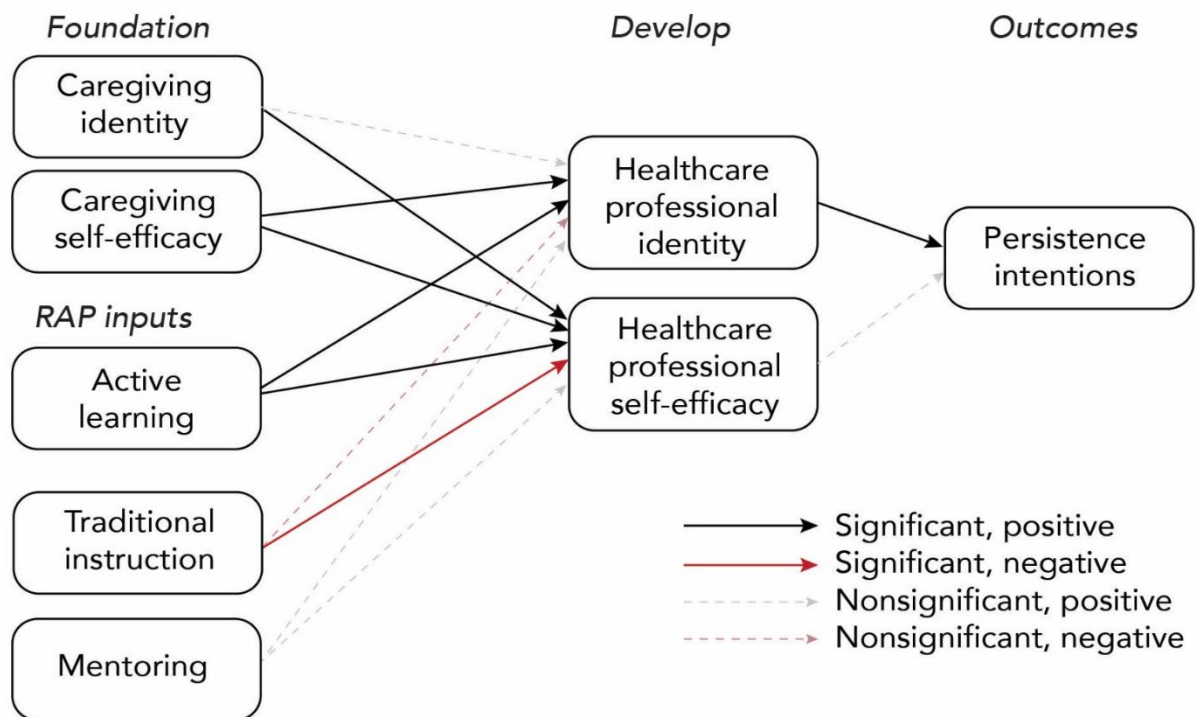 Foundation
Develop
Outcomes
Caregiving
identity
Caregiving
self-efficacy
RAP inputs
Active
learning
Traditional
instruction
Mentoring
Healthcare
professional
identity
Healthcare
professional
self-efficacy
Persistence
intentions
Significant, positive
Significant, negative
Nonsignificant, positive
Nonsignificant, negative